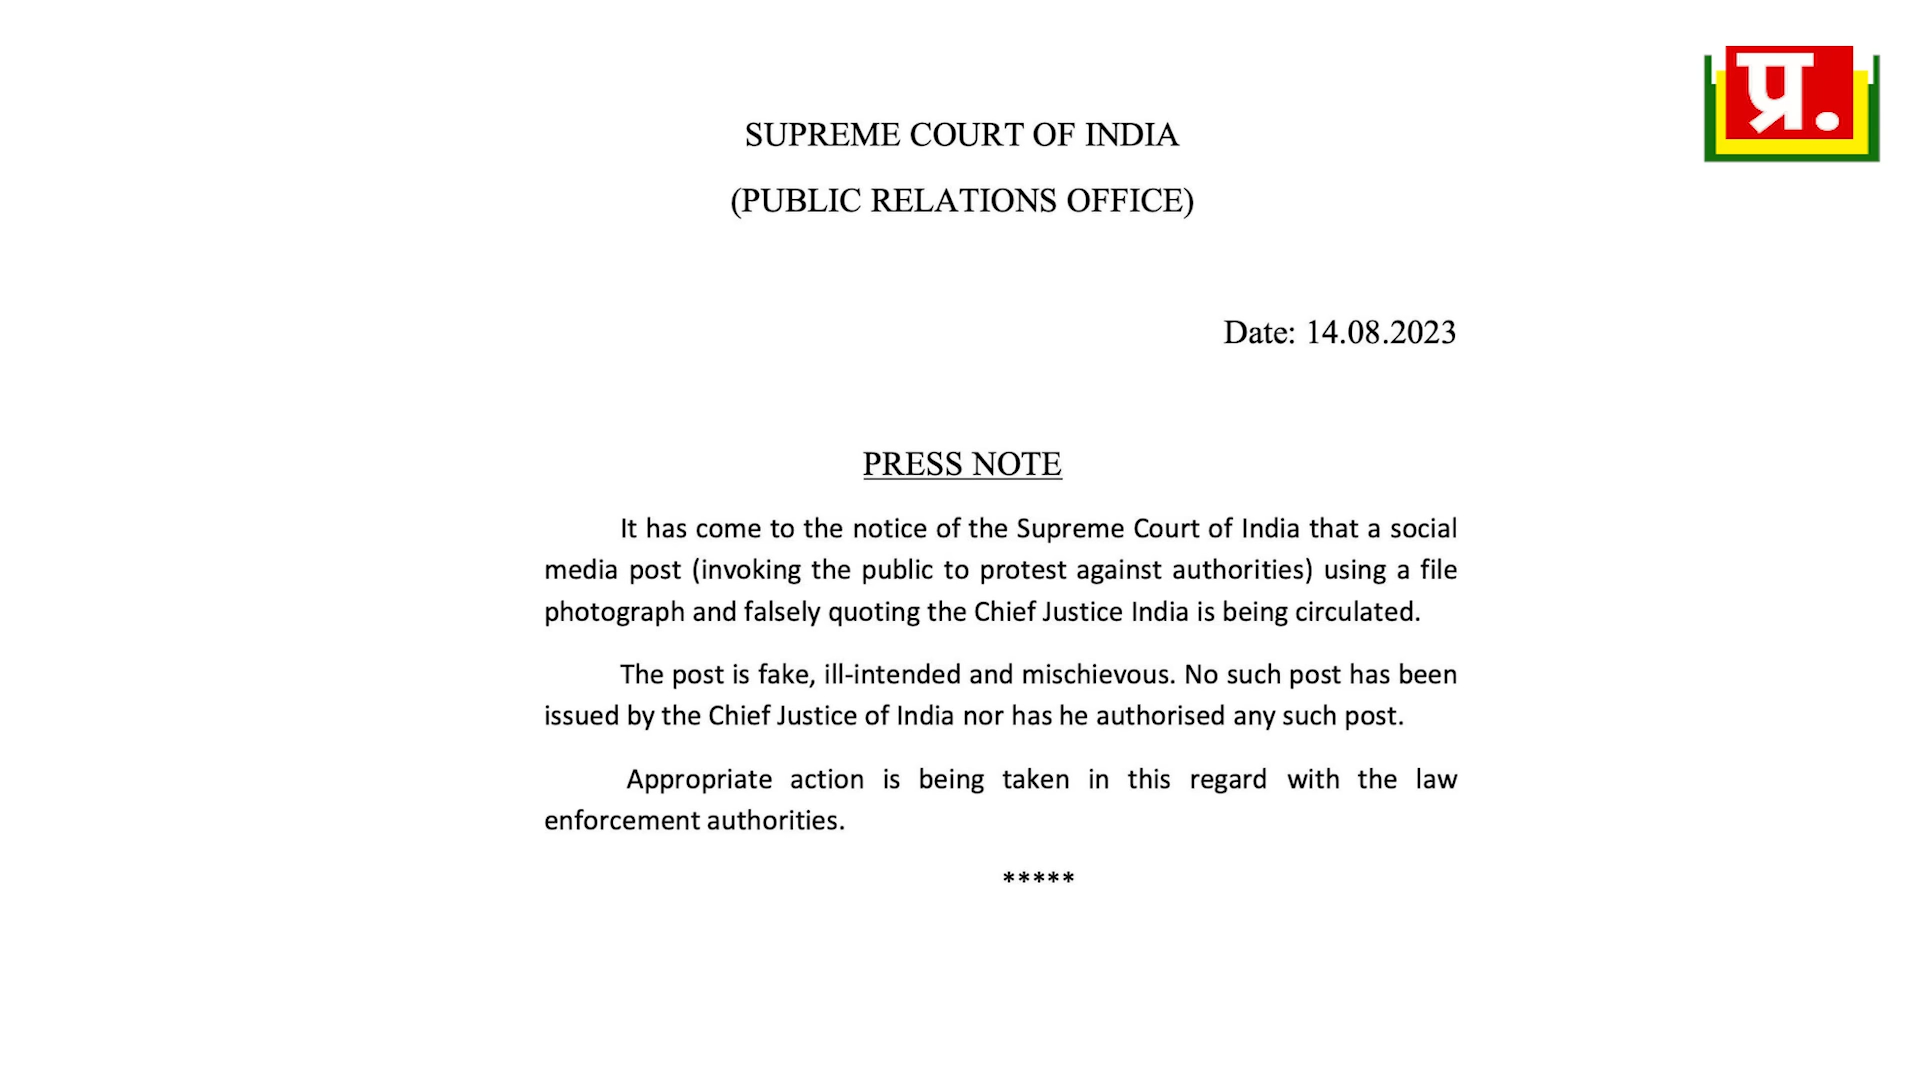 प्र.
SUPREME COURT OF INDIA
(PUBLIC RELATIONS OFFICE)
Date: 14.08.2023
PRESS NOTE
It has come to the notice of the Supreme Court of India that a social
media post (invoking the public to protest against authorities) using a file
photograph and falsely quoting the Chief Justice India is being circulated.
The post is fake, ill-intended and mischievous. No such post has been
issued by the Chief Justice of India nor has he authorised any such post.
Appropriate action is being taken in this regard with the law
enforcement authorities.
*****